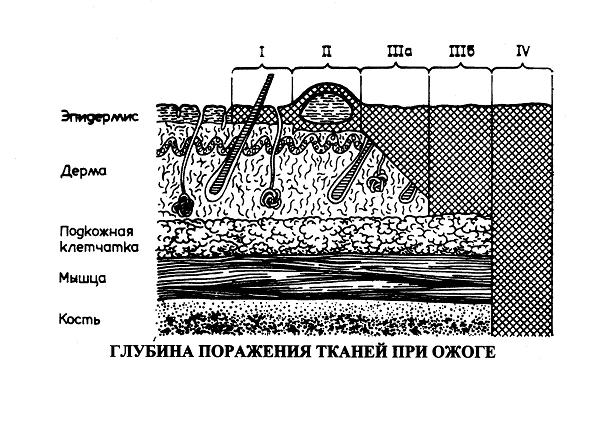 I II IIIа IIIб IV
Эпидермис
Дерма
Подкожная
клетчатка
Мышца
Кость
ГЛУБИНА ПОРАЖЕНИЯ ТКАНЕЙ ПРИ ОЖОГЕ